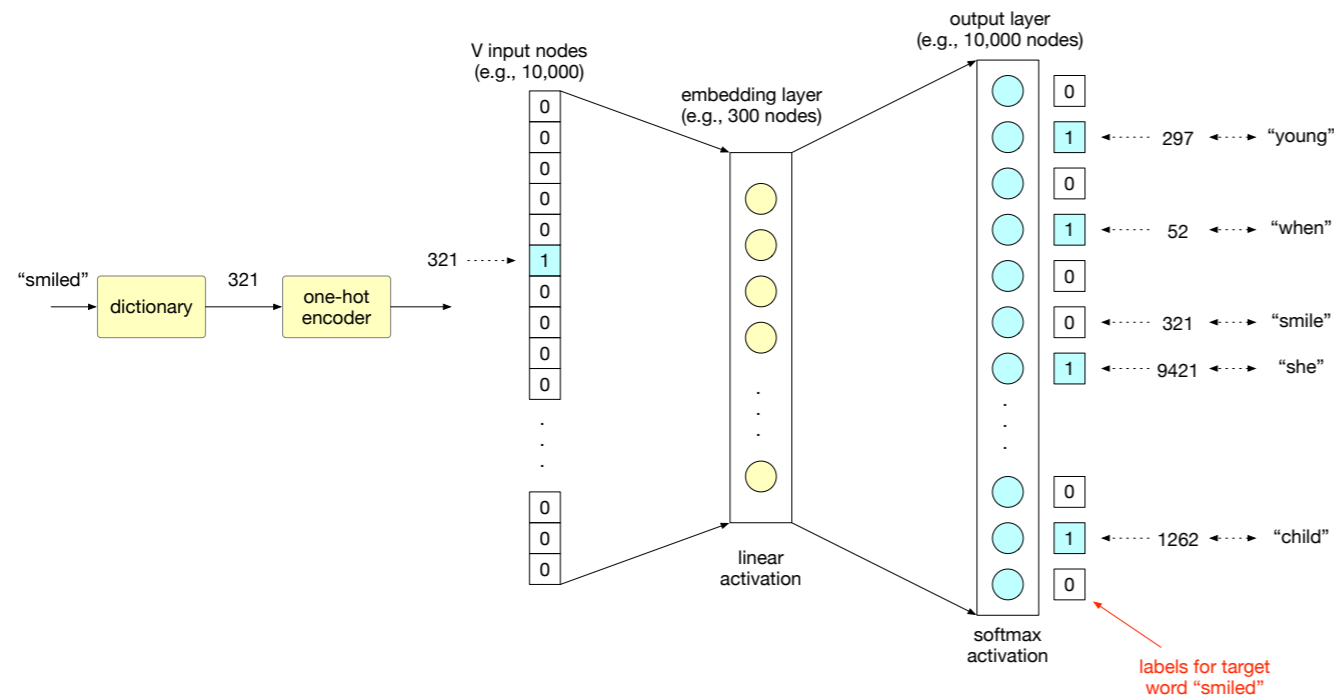 V input nodes
(e.g., 10,000)
embedding layer
(e.g., 300 nodes)
output layer
(e.g., 10,000 nodes)
“smiled”
dictionary
321
one-hot
encoder
321
0
0
0
0
0
1
0
0
0
0
0
0
0
linear
activation
0
1 297 “young”
0
1 52 “when”
0
0 321 “smile”
1 9421 “she”
0
1 1262 “child”
0
softmax
activation
labels for target
word “smiled”